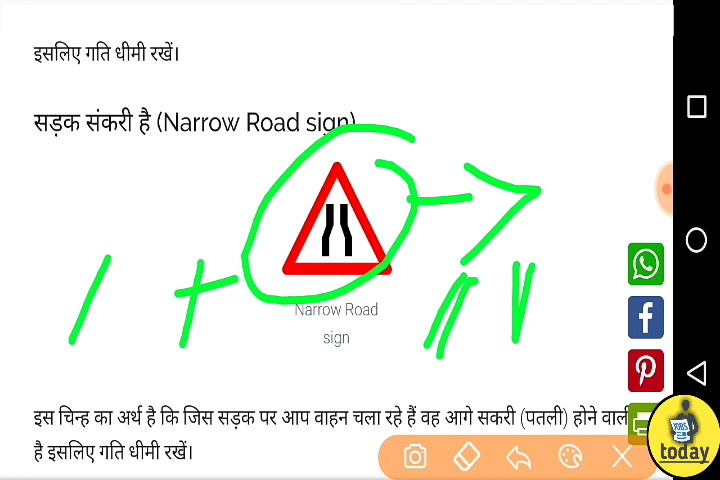 इसलिए गति धीमी रखें।
सड़क संकरी है (Narrow Road sign)
Narrow Road
sign
इस चिन्ह का अर्थ है कि जिस सड़क पर आप वाहन चला रहे हैं वह आगे सकरी (पतली) होने वाली
है इसलिए गति धीमी रखें।
JOBS
today